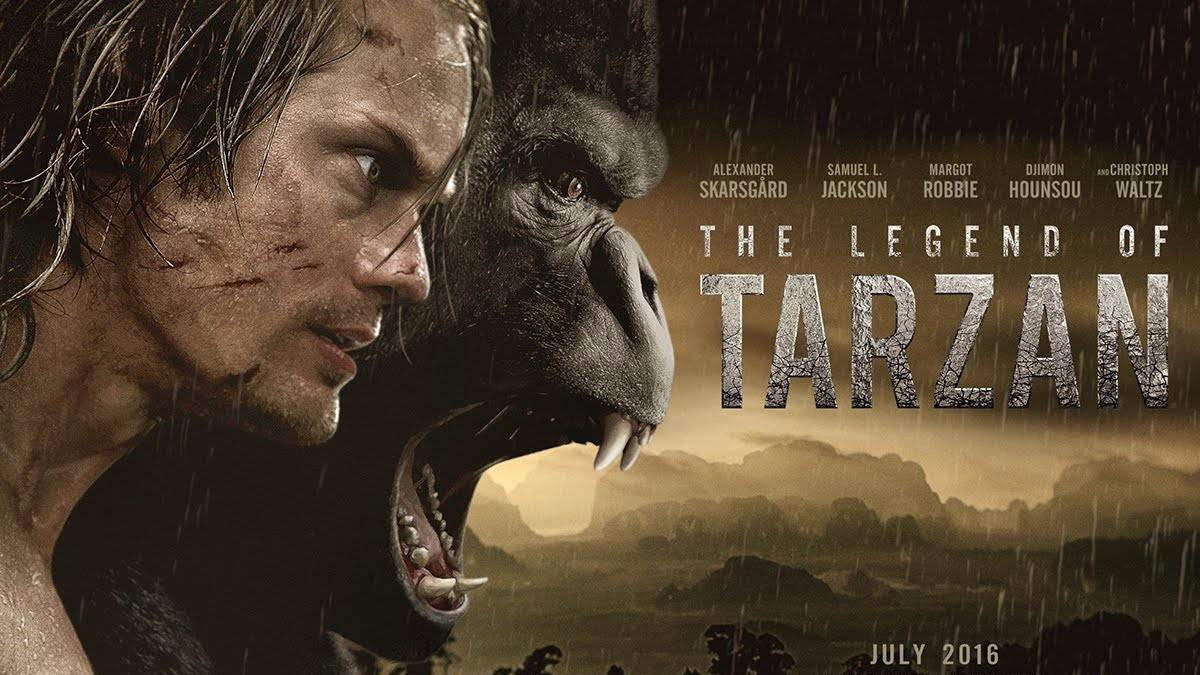 ALEXANDER SAMUEL L. MARGOT DJIMON AND CHRISTOPH
SKARSGÅRD JACKSON ROBBIE HOUNSOU WALTZ
THE LEGEND OF
TARZAN
JULY 2016